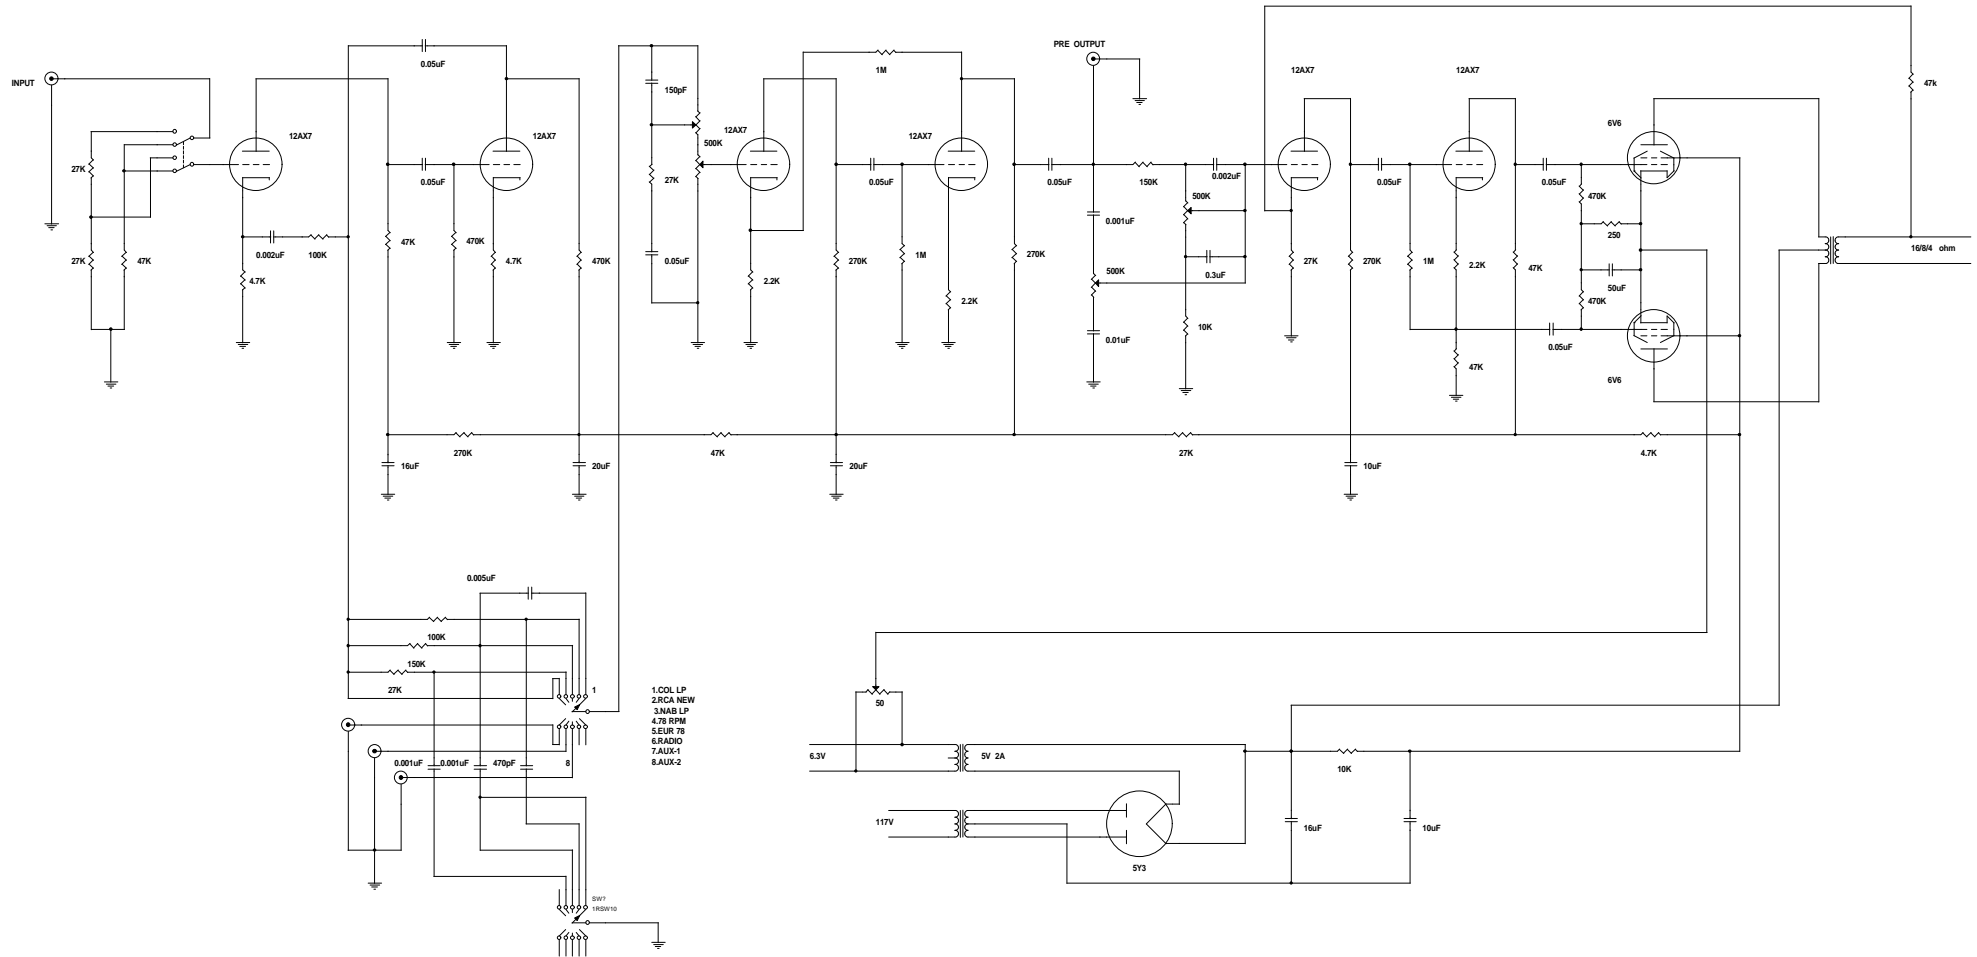 PRE OUTPUT
0.05uF
12AX7
12AX7
1M
47k
INPUT
150pF
6V6
12AX7
12AX7
12AX7
12AX7
500K
27K
0.05uF
27K
0.05uF
0.05uF
150K
0.002uF
0.05uF
0.05uF
500K
470K
0.001uF
250
47K
470K
0.002uF
100K
16/8/4 ohm
27K
47K
4.7K
470K
0.05uF
270K
1M
270K
500K
0.3uF
27K
270K
1M
2.2K
47K
4.7K
2.2K
50uF
2.2K
470K
10K
0.01uF
0.05uF
47K
6V6
270K
47K
27K
4.7K
16uF
20uF
20uF
10uF
0.005uF
100K
150K
27K
1
1.COL LP
2.RCA NEW
3.NAB LP
4.78 RPM
5.EUR 78
6.RADIO
7.AUX-1
8.AUX-2
50
6.3V
5V 2A
0.001uF
0.001uF
470pF
8
10K
117V
16uF
10uF
5Y3
SW?
1RSW10